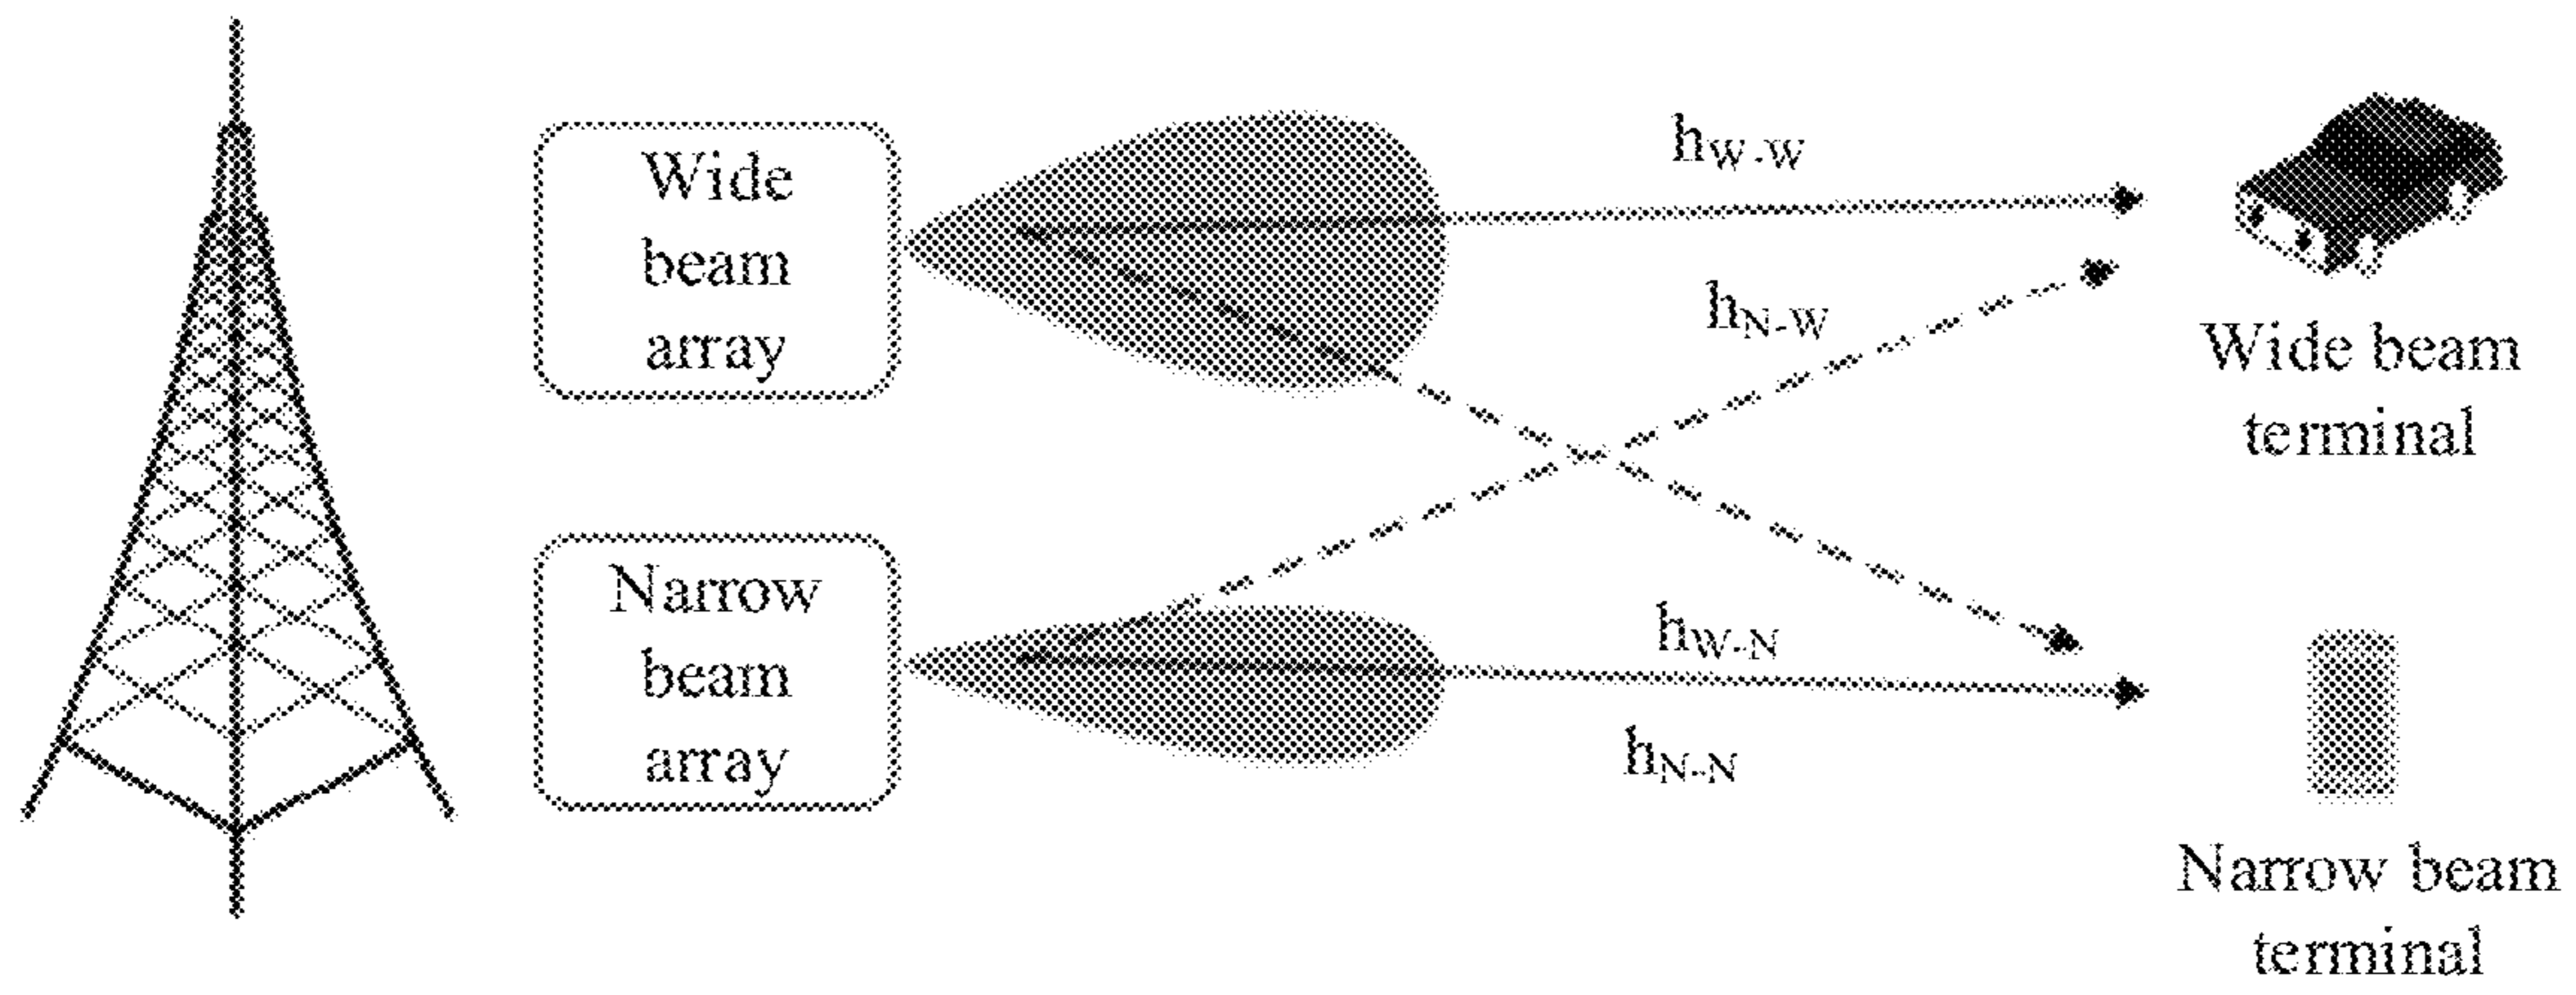 Wide
beam
array
h_W-W
h_N-W
Wide beam
terminal
Narrow
beam
array
h_W-N
h_N-N
Narrow beam
terminal